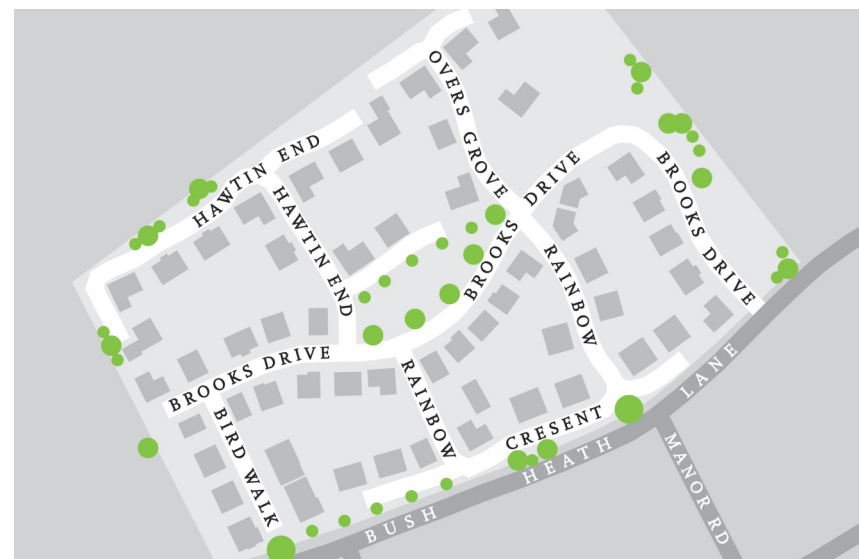 OVERS GROVE
HAWTIN END
HAWTIN END
BROOKS DRIVE
BROOKS DRIVE
BROOKS DRIVE
RAINBOW
RAINBOW
CRESENT
BIRD WALK
BUSH HEATH LANE
MANOR RD